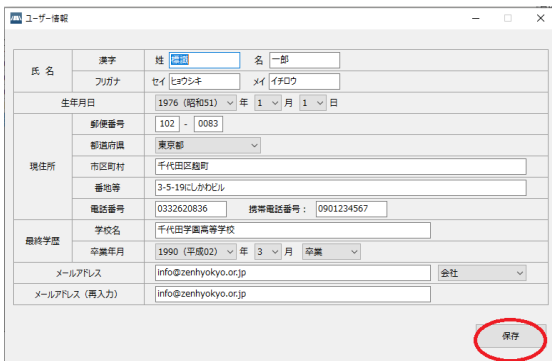 ユーザー情報
氏 名 漢字 姓 名 一郎
フリガナ セイ ヒョウシキ メイ イチロウ
生年月日 1976（昭和51） 年 1 月 1 日
現住所 郵便番号 102 - 0083
都道府県 東京都
市区町村 千代田区麹町
番地等 3-5-19にしかわビル
電話番号 0332620836 携帯電話番号： 0901234567
最終学歴 学校名 千代田学園高等学校
卒業年月 1990（平成02） 年 3 月 卒業
メールアドレス info@zenhyokyo.or.jp 会社
メールアドレス（再入力） info@zenhyokyo.or.jp
保存